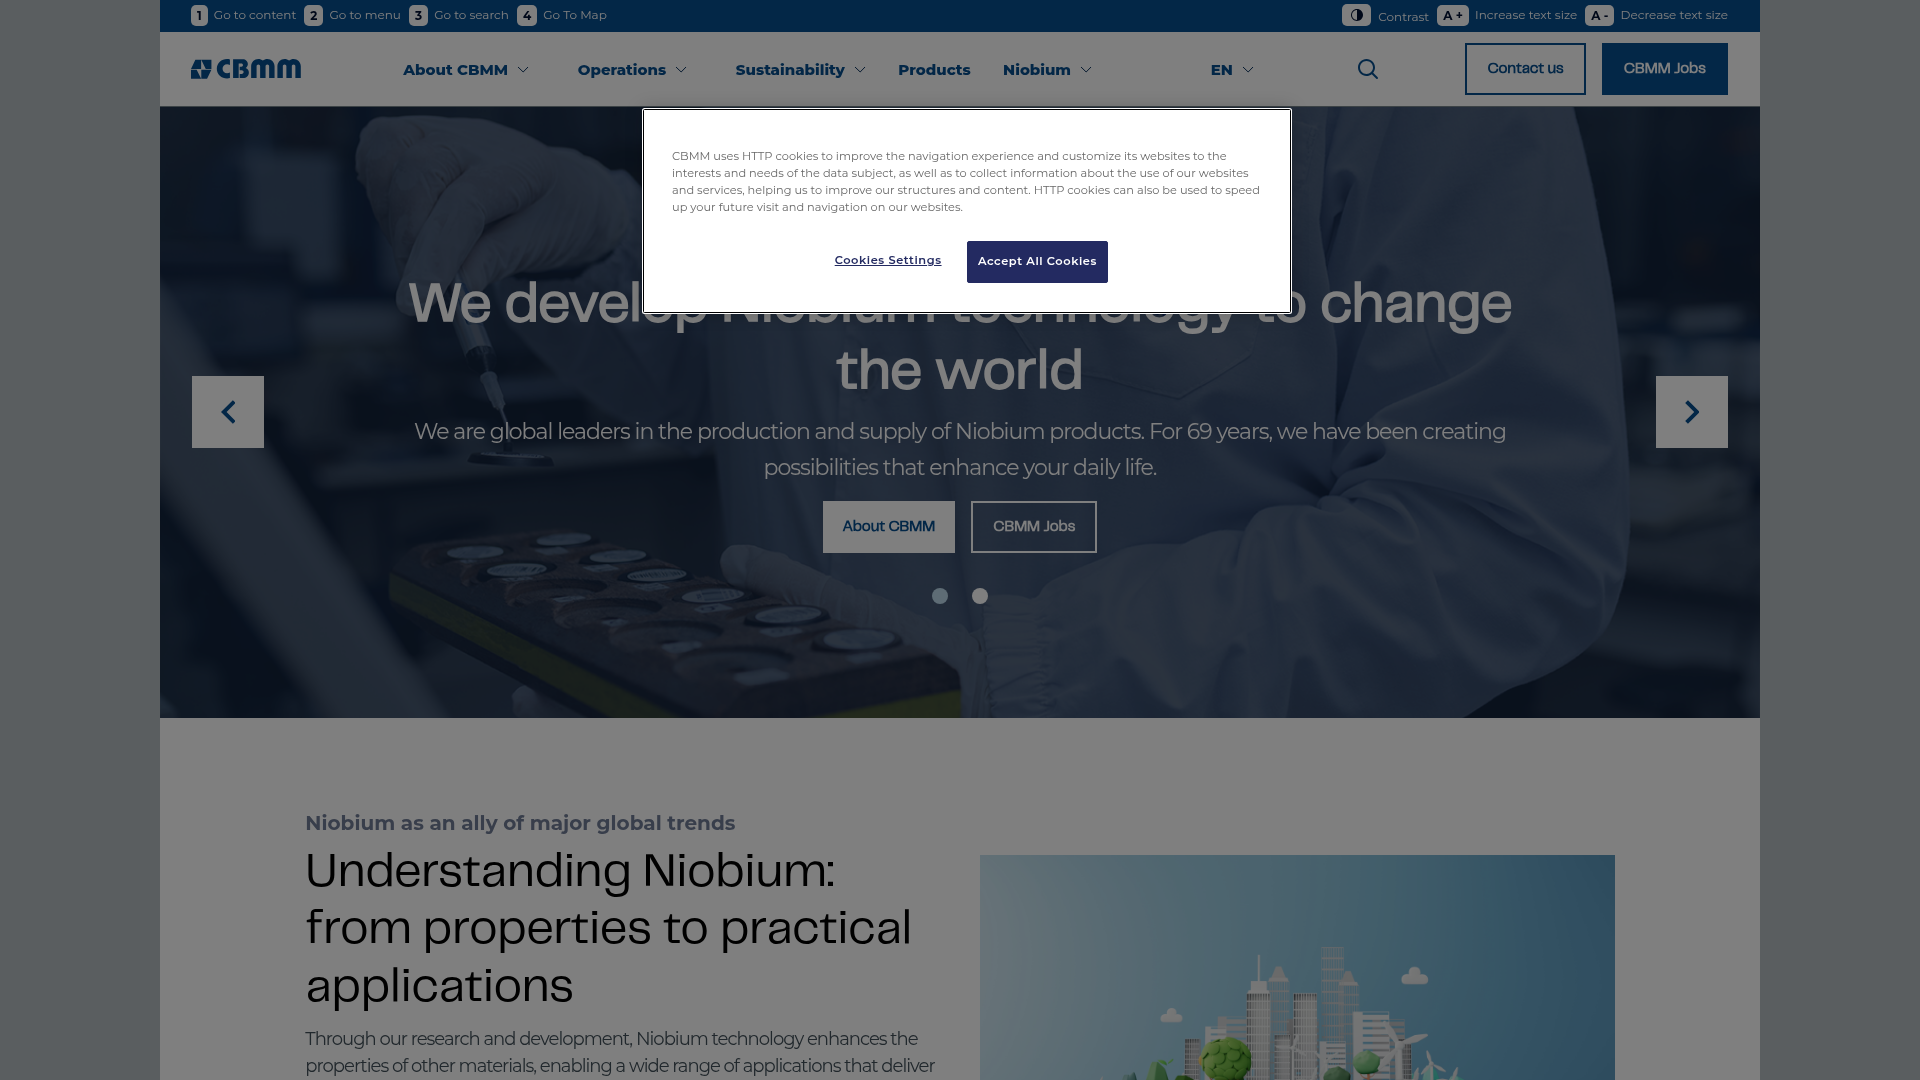 1 Go to content 2 Go to menu 3 Go to search 4 Go To Map Contrast A + Increase text size A - Decrease text size
CBMM About CBMM Operations Sustainability Products Niobium EN Contact us CBMM Jobs
CBMM uses HTTP cookies to improve the navigation experience and customize its websites to the
interests and needs of the data subject, as well as to collect information about the use of our websites
and services, helping us to improve our structures and content. HTTP cookies can also be used to speed
up your future visit and navigation on our websites.
Cookies Settings Accept All Cookies
We develop Niobium technology to change
the world
We are global leaders in the production and supply of Niobium products. For 69 years, we have been creating
possibilities that enhance your daily life.
About CBMM CBMM Jobs
Niobium as an ally of major global trends
Understanding Niobium:
from properties to practical
applications
Through our research and development, Niobium technology enhances the
properties of other materials, enabling a wide range of applications that deliver